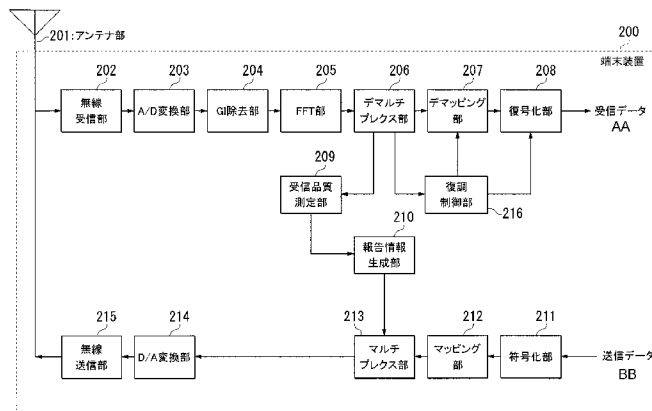 201:アンテナ部
200
端末装置
202
203
204
205
206
207
208
無線
受信部
A/D変換部
GI除去部
FFT部
デマルチ
プレクス部
デマッピング
部
復号化部
受信データ
AA
209
受信品質
測定部
復調
制御部
216
210
報告情報
生成部
215
214
213
212
211
無線
送信部
D/A変換部
マルチ
プレクス部
マッピング
部
符号化部
送信データ
BB